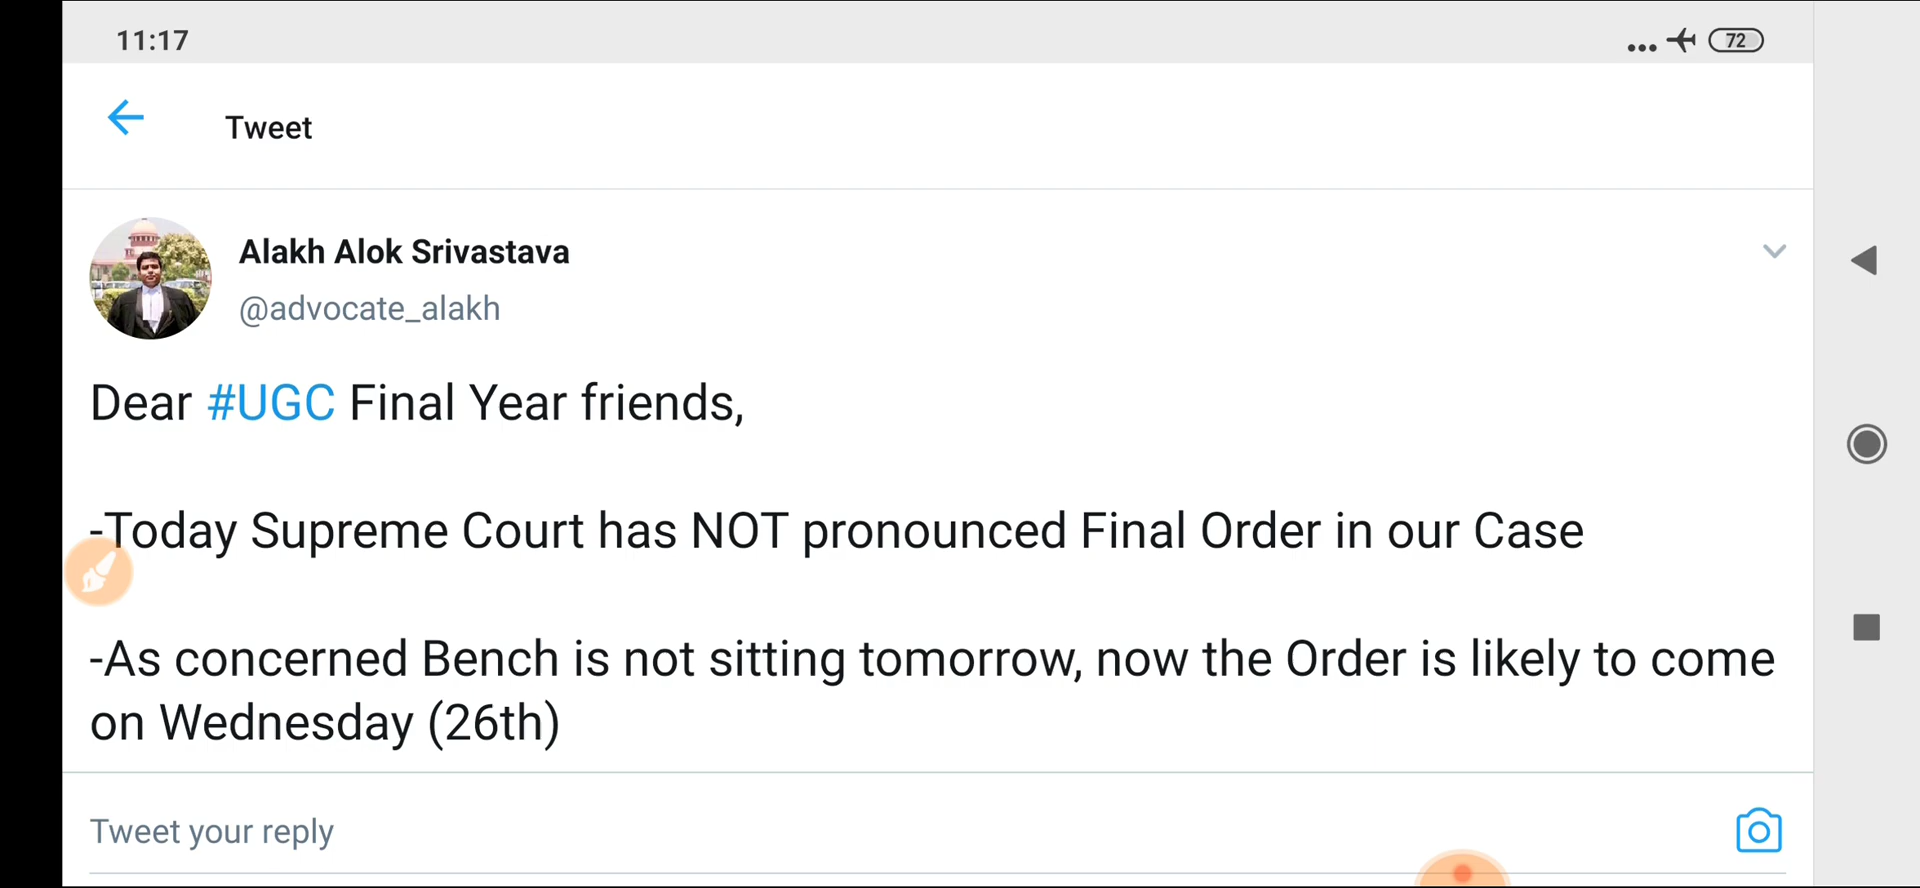 11:17
72
Tweet
Alakh Alok Srivastava
@advocate_alakh
Dear #UGC Final Year friends,
-Today Supreme Court has NOT pronounced Final Order in our Case
-As concerned Bench is not sitting tomorrow, now the Order is likely to come
on Wednesday (26th)
Tweet your reply